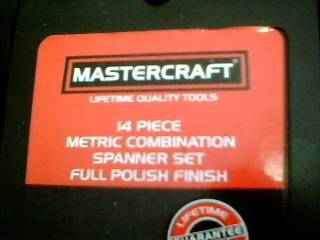 MASTERCRAFT®
LIFETIME QUALITY TOOLS
14 PIECE
METRIC COMBINATION
SPANNER SET
FULL POLISH FINISH
LIFETIME
GUARANTEE